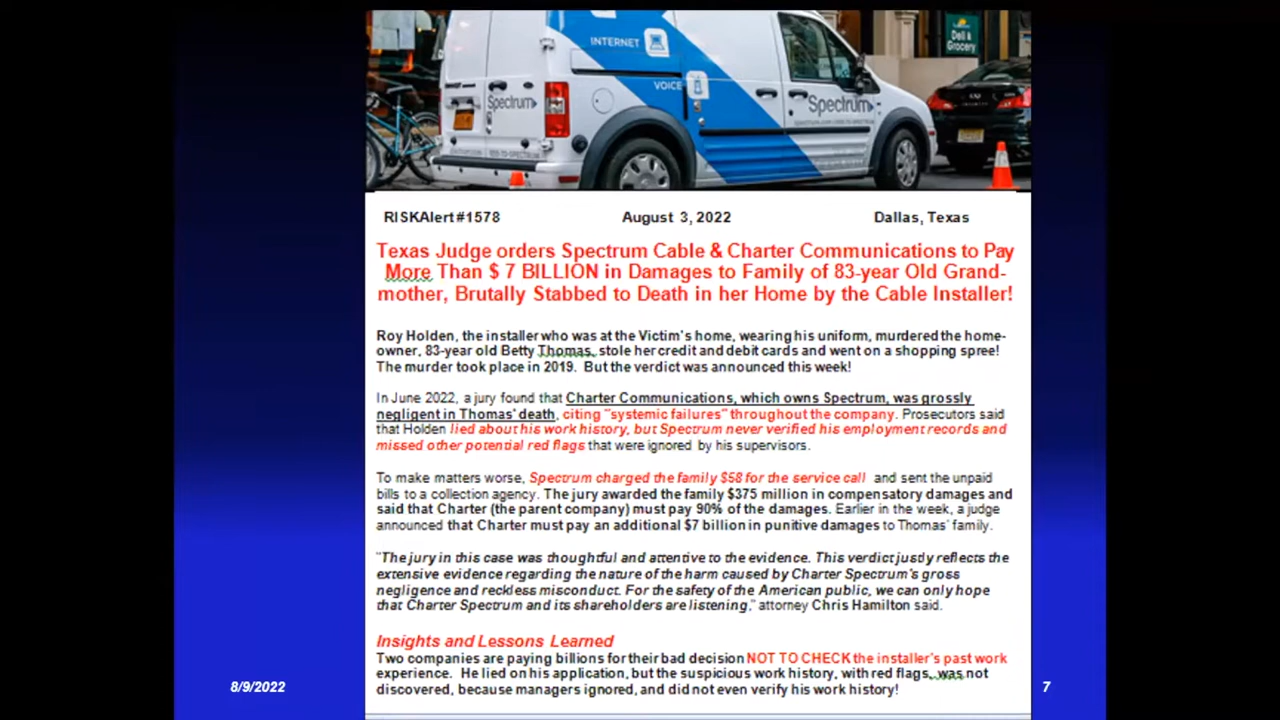 Deli &
Grocery
INTERNET
VOICE
Spectrum
Spectrum
RISKAlert#1578 August 3, 2022 Dallas, Texas
Texas Judge orders Spectrum Cable & Charter Communications to Pay
More Than $ 7 BILLION in Damages to Family of 83-year Old Grand-
mother, Brutally Stabbed to Death in her Home by the Cable Installer!
Roy Holden, the installer who was at the Victim's home, wearing his uniform, murdered the home-
owner, 83-year old Betty Thomas, stole her credit and debit cards and went on a shopping spree!
The murder took place in 2019. But the verdict was announced this week!
In June 2022, a jury found that Charter Communications, which owns Spectrum, was grossly
negligent in Thomas' death, citing "systemic failures" throughout the company. Prosecutors said
that Holden lied about his work history, but Spectrum never verified his employment records and
missed other potential red flags that were ignored by his supervisors.
To make matters worse, Spectrum charged the family $58 for the service call and sent the unpaid
bills to a collection agency. The jury awarded the family $375 million in compensatory damages and
said that Charter (the parent company) must pay 90% of the damages. Earlier in the week, a judge
announced that Charter must pay an additional $7 billion in punitive damages to Thomas' family.
"The jury in this case was thoughtful and attentive to the evidence. This verdict justly reflects the
extensive evidence regarding the nature of the harm caused by Charter Spectrum's gross
negligence and reckless misconduct. For the safety of the American public, we can only hope
that Charter Spectrum and its shareholders are listening," attorney Chris Hamilton said.
Insights and Lessons Learned
Two companies are paying billions for their bad decision NOT TO CHECK the installer's past work
experience. He lied on his application, but the suspicious work history, with red flags, was not
discovered, because managers ignored, and did not even verify his work history!
8/9/2022
7